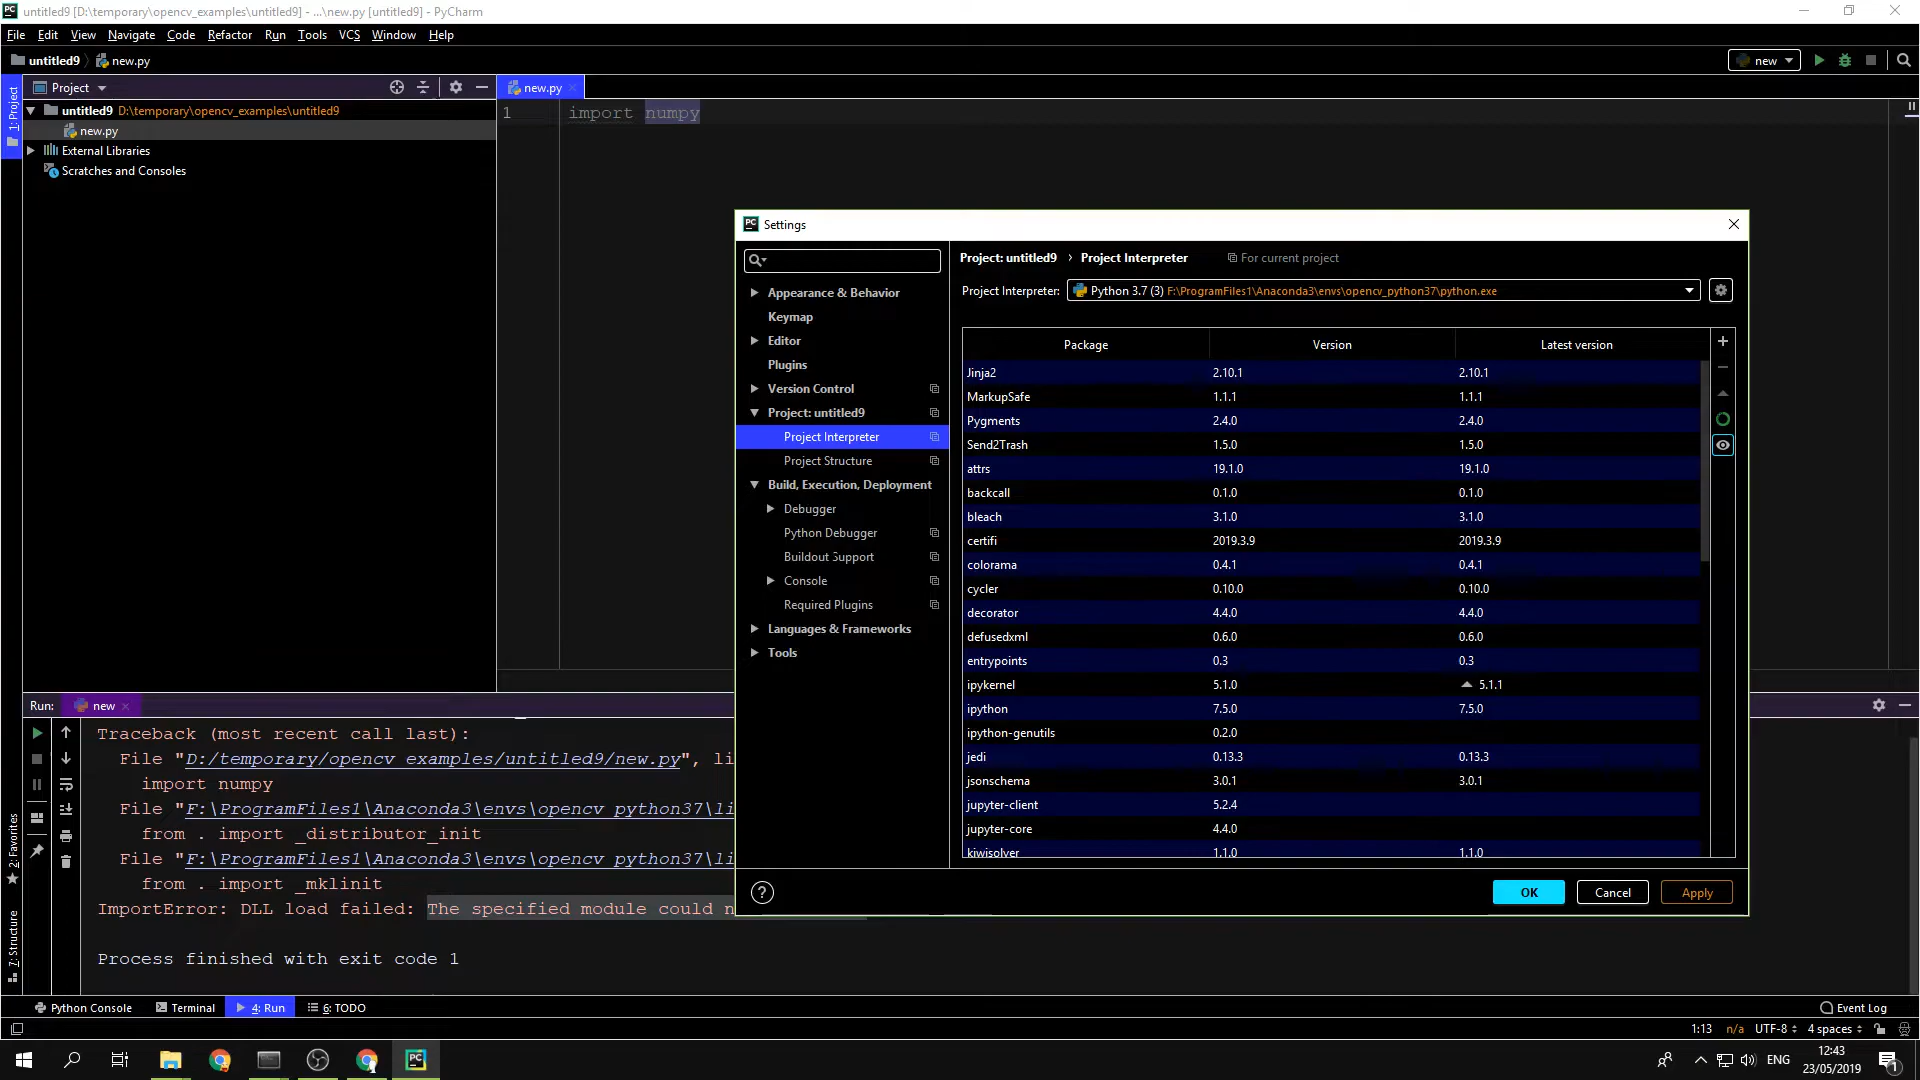 untitled9 [D:\temporary\opencv_examples\untitled9] - ...\new.py [untitled9] - PyCharm
File Edit View Navigate Code Refactor Run Tools VCS Window Help
untitled9 new.py
new
1: Project
Project
new.py
untitled9 D:\temporary\opencv_examples\untitled9
new.py
External Libraries
Scratches and Consoles
1 import numpy
Settings
Project: untitled9 › Project Interpreter For current project
Project Interpreter: Python 3.7 (3) F:\ProgramFiles1\Anaconda3\envs\opencv_python37\python.exe
Appearance & Behavior
Keymap
Editor
Plugins
Version Control
Project: untitled9
Project Interpreter
Project Structure
Build, Execution, Deployment
Debugger
Python Debugger
Buildout Support
Console
Required Plugins
Languages & Frameworks
Tools
Package Version Latest version
Jinja2 2.10.1 2.10.1
MarkupSafe 1.1.1 1.1.1
Pygments 2.4.0 2.4.0
Send2Trash 1.5.0 1.5.0
attrs 19.1.0 19.1.0
backcall 0.1.0 0.1.0
bleach 3.1.0 3.1.0
certifi 2019.3.9 2019.3.9
colorama 0.4.1 0.4.1
cycler 0.10.0 0.10.0
decorator 4.4.0 4.4.0
defusedxml 0.6.0 0.6.0
entrypoints 0.3 0.3
ipykernel 5.1.0 5.1.1
ipython 7.5.0 7.5.0
ipython-genutils 0.2.0
jedi 0.13.3 0.13.3
jsonschema 3.0.1 3.0.1
jupyter-client 5.2.4
jupyter-core 4.4.0
kiwisolver 1.1.0 1.1.0
? OK Cancel Apply
Run: new
Traceback (most recent call last):
File "D:/temporary/opencv_examples/untitled9/new.py", li
import numpy
File "F:\ProgramFiles1\Anaconda3\envs\opencv_python37\li
from . import _distributor_init
File "F:\ProgramFiles1\Anaconda3\envs\opencv_python37\li
from . import _mklinit
ImportError: DLL load failed: The specified module could n
Process finished with exit code 1
2: Favorites
7: Structure
Python Console Terminal 4: Run 6: TODO Event Log
1:13 n/a UTF-8 4 spaces
ENG 12:43
23/05/2019
1